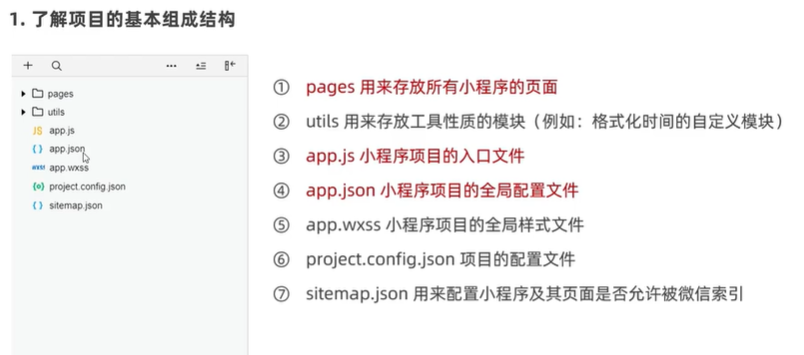 1. 了解项目的基本组成结构
pages
utils
JS app.js
{ } app.json
wxss app.wxss
{o} project.config.json
{ } sitemap.json
① pages 用来存放所有小程序的页面
② utils 用来存放工具性质的模块（例如：格式化时间的自定义模块）
③ app.js 小程序项目的入口文件
④ app.json 小程序项目的全局配置文件
⑤ app.wxss 小程序项目的全局样式文件
⑥ project.config.json 项目的配置文件
⑦ sitemap.json 用来配置小程序及其页面是否允许被微信索引